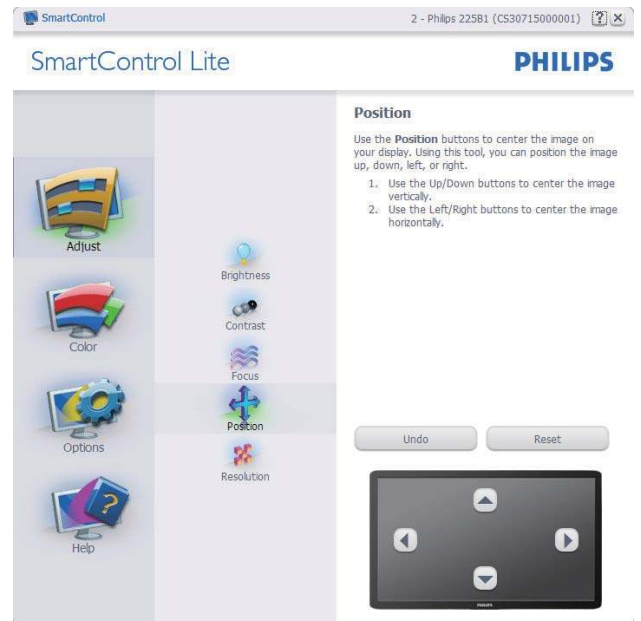 SmartControl
2 - Philips 225B1 (CS30715000001)
?
SmartControl Lite
PHILIPS
Adjust
Color
Options
Help
Brightness
Contrast
Focus
Position
Resolution
Position
Use the Position buttons to center the image on
your display. Using this tool, you can position the image
up, down, left, or right.
1. Use the Up/Down buttons to center the image
vertically.
2. Use the Left/Right buttons to center the image
horizontally.
Undo
Reset
PHILIPS